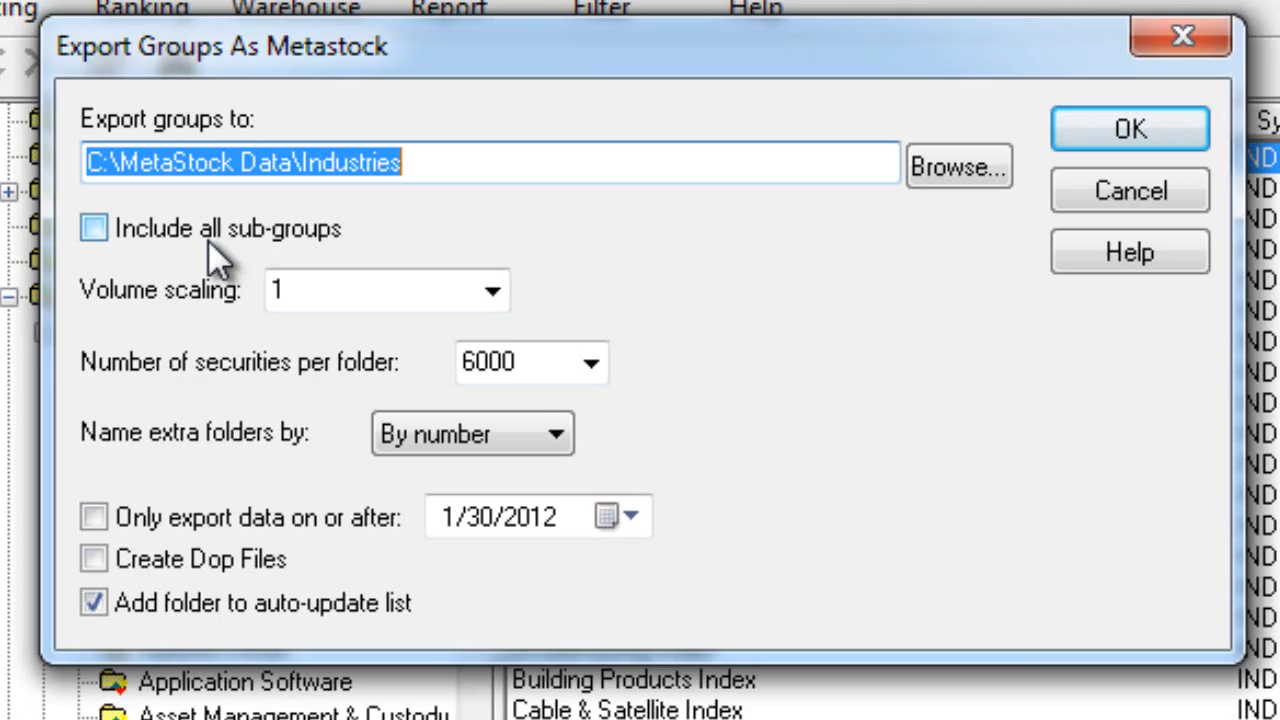 Ranking Warehouse Report Filter Help
Export Groups As Metastock
Export groups to:
C:\MetaStock Data\Industries
Browse...
OK
Include all sub-groups
Cancel
Volume scaling: 1
Help
Number of securities per folder: 6000
Name extra folders by: By number
Only export data on or after: 1/30/2012
Create Dop Files
Add folder to auto-update list
Application Software
Building Products Index
Asset Management & Custody
Cable & Satellite Index